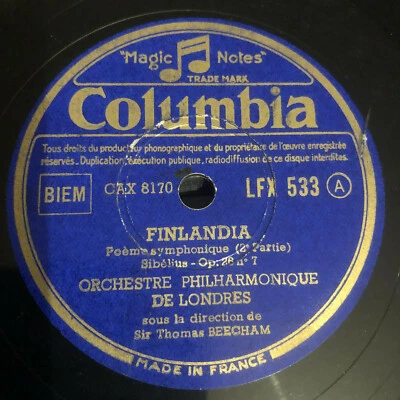 "Magic Notes"
TRADE MARK
Columbia
Tous droits du producteur phonographique et du propriétaire de l'œuvre enregistrée
réservés. Duplication, exécution publique, radiodiffusion de ce disque interdites.
BIEM
CAX 8170
LFX 533 A
FINLANDIA
Poème symphonique (2e Partie)
Sibélius - Op. 26 n° 7
ORCHESTRE PHILHARMONIQUE
DE LONDRES
sous la direction de
Sir Thomas BEECHAM
MADE IN FRANCE